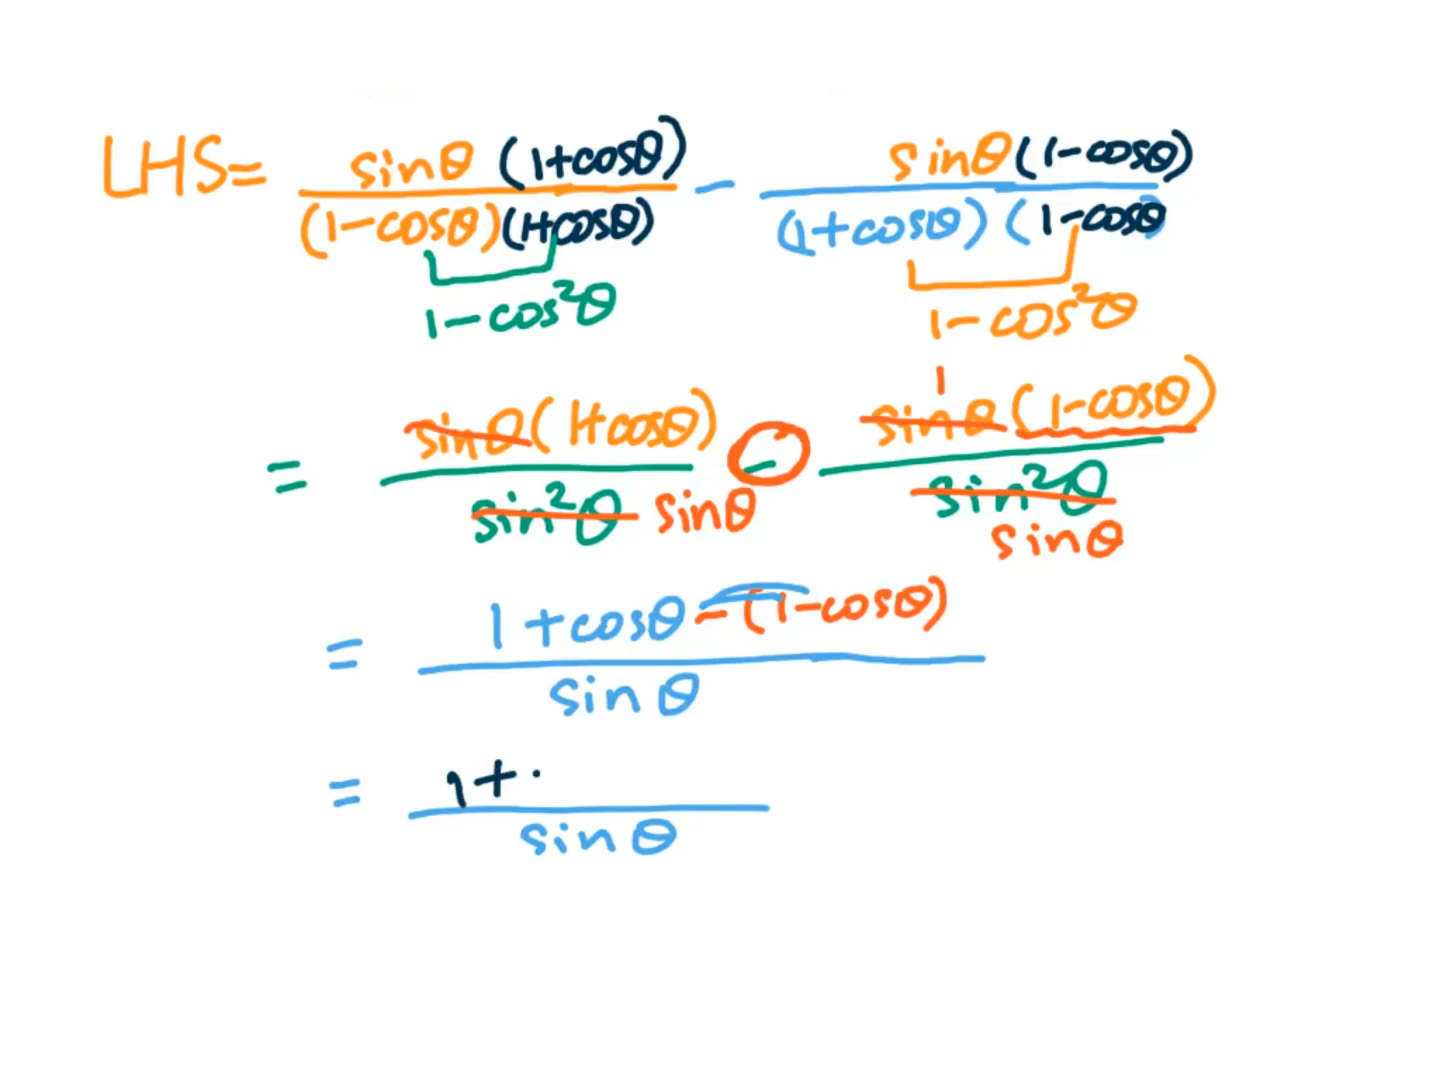 LHS= sinθ (1+cosθ) − sinθ(1-cosθ)
(1-cosθ)(1+cosθ) (1+cosθ)(1-cosθ)
1-cos²θ 1-cos²θ
1
= sinθ(1+cosθ) − sinθ(1-cosθ)
sin²θ sinθ sin²θ
sinθ
= 1+cosθ-(1-cosθ)
sinθ
= 1+
sinθ